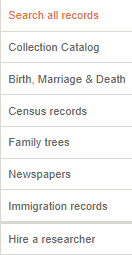 Search all records
Collection Catalog
Birth, Marriage & Death
Census records
Family trees
Newspapers
Immigration records
Hire a researcher